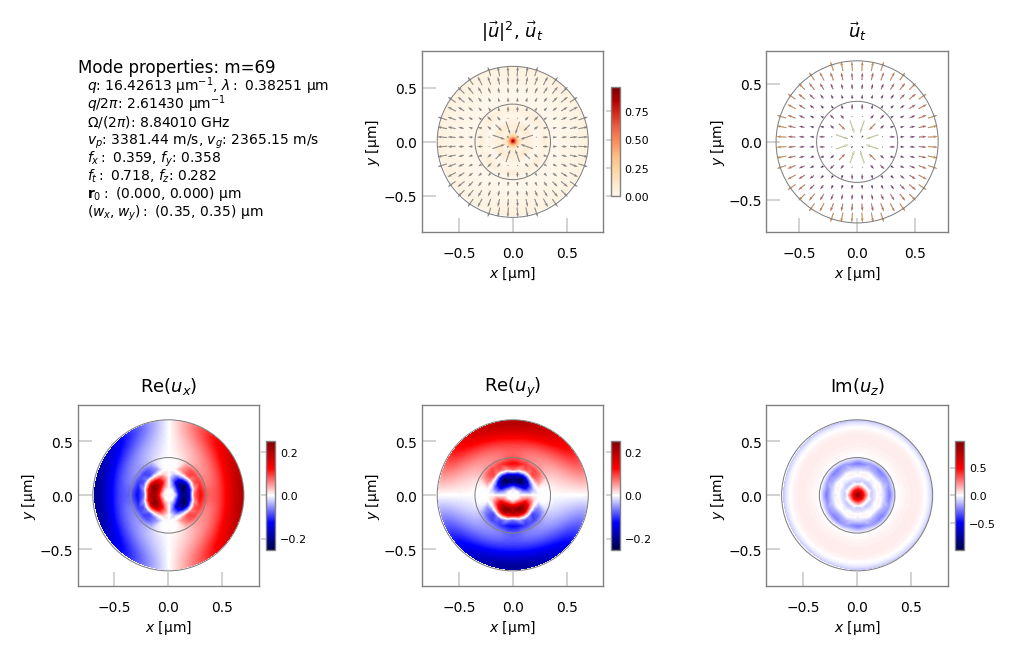 Mode properties: m=69
q: 16.42613 μm⁻¹, λ: 0.38251 μm
q/2π: 2.61430 μm⁻¹
Ω/(2π): 8.84010 GHz
v_p: 3381.44 m/s, v_g: 2365.15 m/s
f_x: 0.359, f_y: 0.358
f_t: 0.718, f_z: 0.282
r₀: (0.000, 0.000) μm
(w_x, w_y): (0.35, 0.35) μm
|u⃗|², u⃗_t
0.5
0.0
−0.5
y [μm]
−0.5 0.0 0.5
x [μm]
0.75
0.50
0.25
0.00
u⃗_t
0.5
0.0
−0.5
y [μm]
−0.5 0.0 0.5
x [μm]
Re(u_x)
0.5
0.0
−0.5
y [μm]
−0.5 0.0 0.5
x [μm]
0.2
0.0
−0.2
Re(u_y)
0.5
0.0
−0.5
y [μm]
−0.5 0.0 0.5
x [μm]
0.2
0.0
−0.2
Im(u_z)
0.5
0.0
−0.5
y [μm]
−0.5 0.0 0.5
x [μm]
0.5
0.0
−0.5